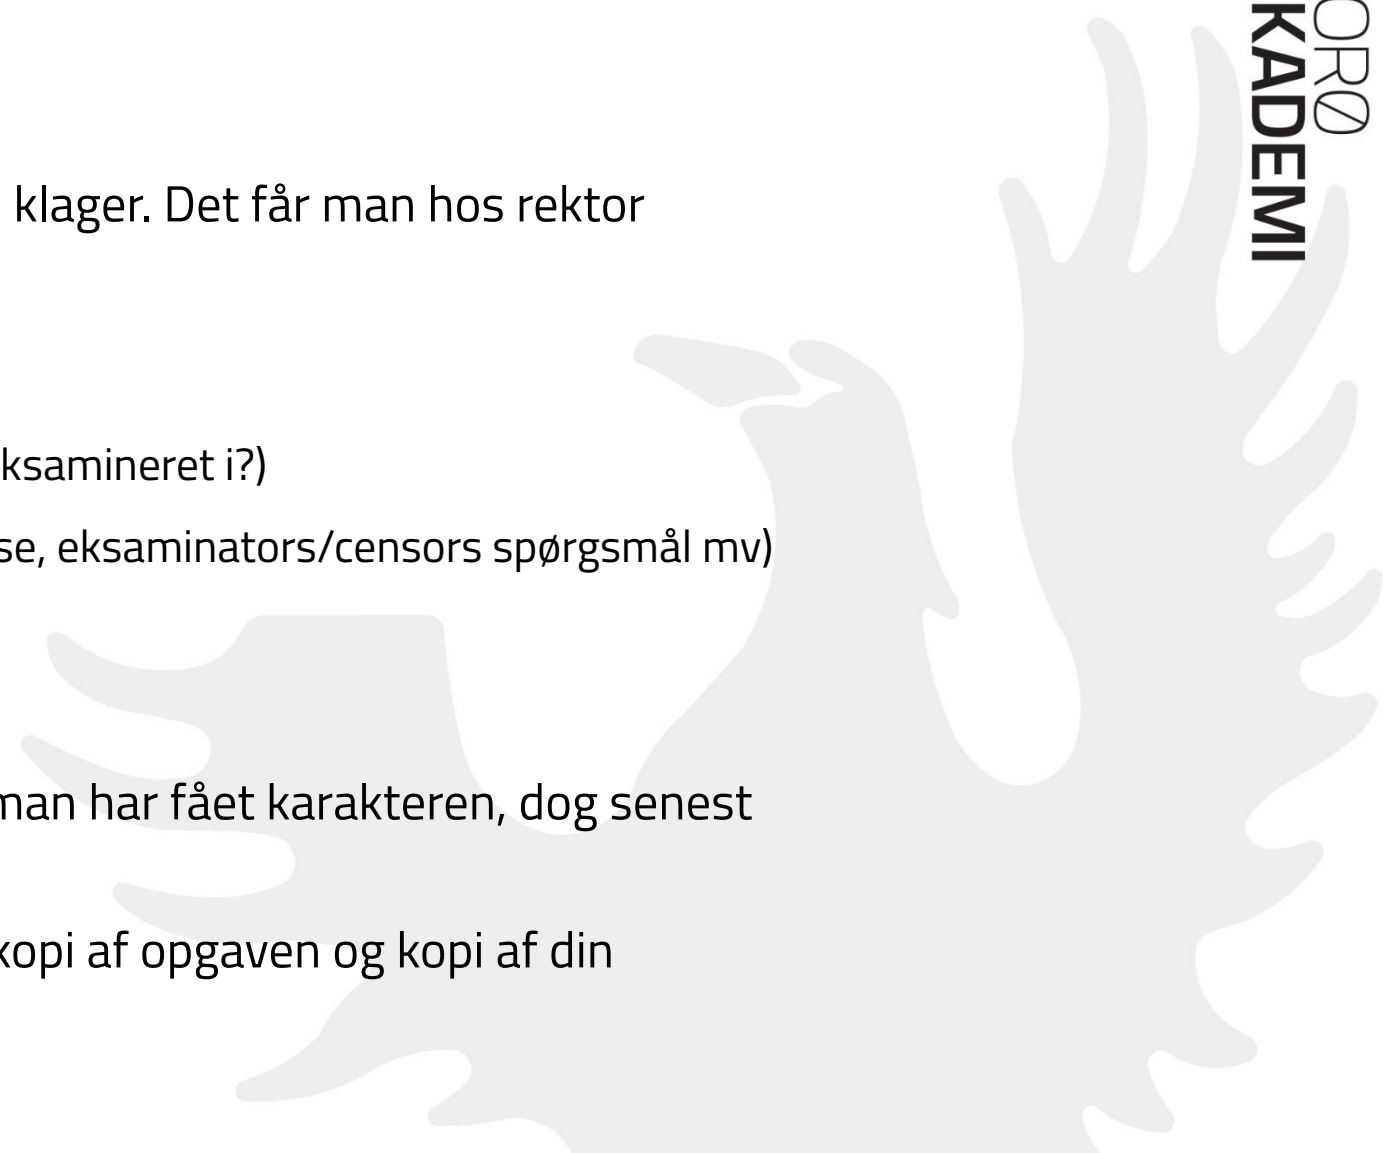 klager. Det får man hos rektor
ksamineret i?)
se, eksaminators/censors spørgsmål mv)
man har fået karakteren, dog senest
kopi af opgaven og kopi af din
ORØ
KADEMI